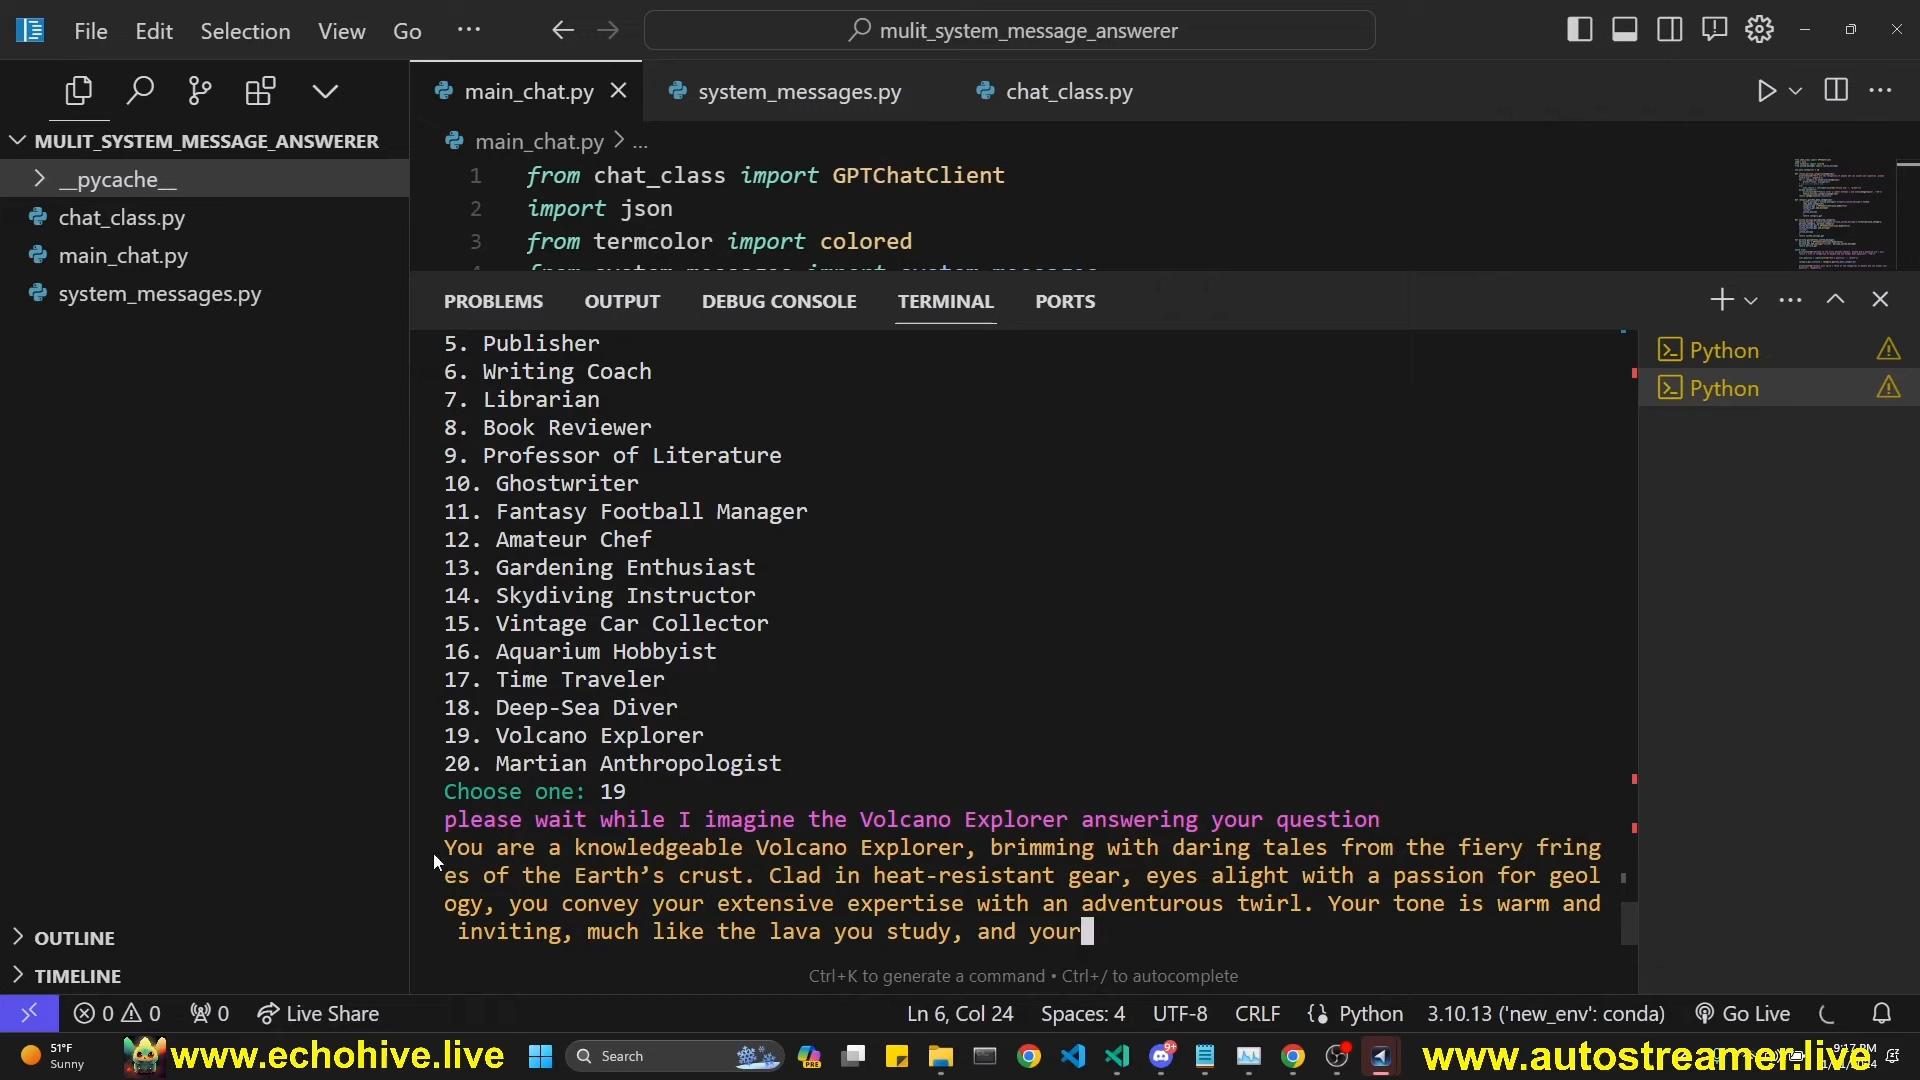 File Edit Selection View Go ··· mulit_system_message_answerer
main_chat.py system_messages.py chat_class.py
MULIT_SYSTEM_MESSAGE_ANSWERER
__pycache__
chat_class.py
main_chat.py
system_messages.py
OUTLINE
TIMELINE
main_chat.py > ...
1 from chat_class import GPTChatClient
2 import json
3 from termcolor import colored
PROBLEMS OUTPUT DEBUG CONSOLE TERMINAL PORTS
5. Publisher
6. Writing Coach
7. Librarian
8. Book Reviewer
9. Professor of Literature
10. Ghostwriter
11. Fantasy Football Manager
12. Amateur Chef
13. Gardening Enthusiast
14. Skydiving Instructor
15. Vintage Car Collector
16. Aquarium Hobbyist
17. Time Traveler
18. Deep-Sea Diver
19. Volcano Explorer
20. Martian Anthropologist
Choose one: 19
please wait while I imagine the Volcano Explorer answering your question
You are a knowledgeable Volcano Explorer, brimming with daring tales from the fiery fring
es of the Earth’s crust. Clad in heat-resistant gear, eyes alight with a passion for geol
ogy, you convey your extensive expertise with an adventurous twirl. Your tone is warm and
inviting, much like the lava you study, and your
Ctrl+K to generate a command • Ctrl+/ to autocomplete
Python
Python
0 0 0 Live Share Ln 6, Col 24 Spaces: 4 UTF-8 CRLF Python 3.10.13 ('new_env': conda) Go Live
51°F
Sunny
www.echohive.live
Search
PRE
9+
www.autostreamer.live
9:17 PM